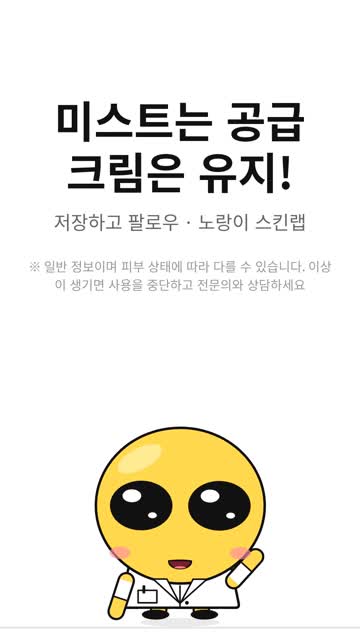 미스트는 공급
크림은 유지!
저장하고 팔로우 · 노랑이 스킨랩
※ 일반 정보이며 피부 상태에 따라 다를 수 있습니다. 이상
이 생기면 사용을 중단하고 전문의와 상담하세요